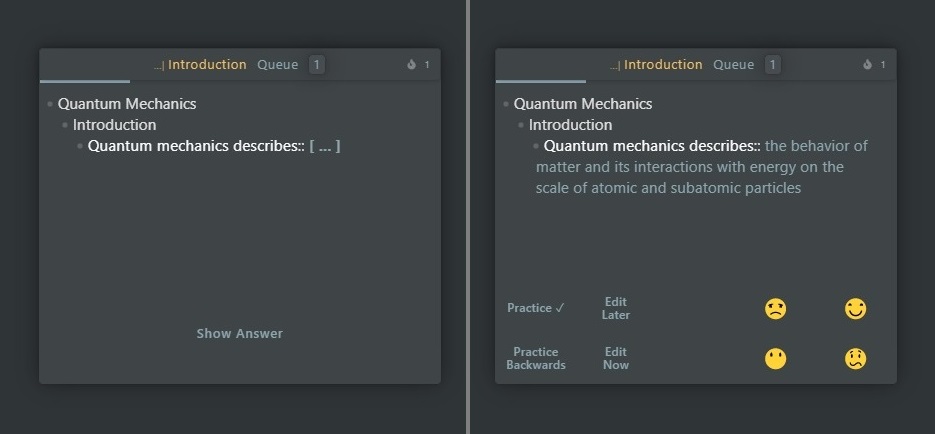 ...| Introduction Queue 1 1
Quantum Mechanics
Introduction
Quantum mechanics describes:: [ ... ]
Show Answer
...| Introduction Queue 1 1
Quantum Mechanics
Introduction
Quantum mechanics describes:: the behavior of
matter and its interactions with energy on the
scale of atomic and subatomic particles
Practice ✓
Edit
Later
Practice
Backwards
Edit
Now